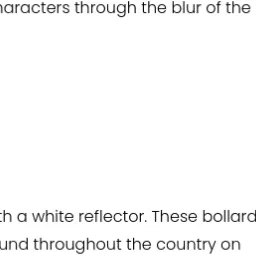 haracters through the blur of the
th a white reflector. These bollard
und throughout the country on